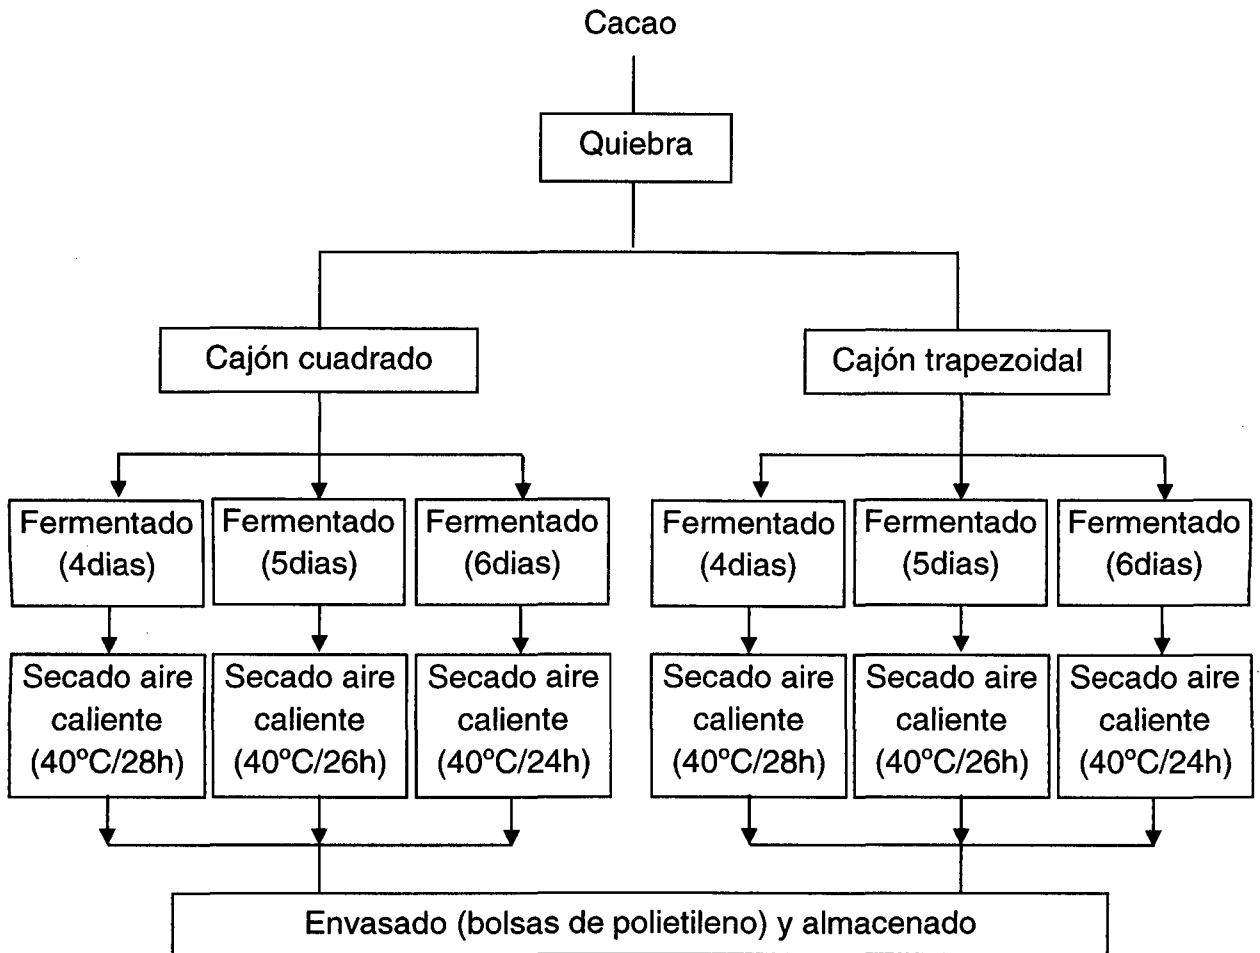 Cacao
Quiebra
Cajón cuadrado
Cajón trapezoidal
Fermentado
(4dias)
Fermentado
(5dias)
Fermentado
(6dias)
Fermentado
(4dias)
Fermentado
(5dias)
Fermentado
(6dias)
Secado aire
caliente
(40ºC/28h)
Secado aire
caliente
(40ºC/26h)
Secado aire
caliente
(40ºC/24h)
Secado aire
caliente
(40ºC/28h)
Secado aire
caliente
(40ºC/26h)
Secado aire
caliente
(40ºC/24h)
Envasado (bolsas de polietileno) y almacenado